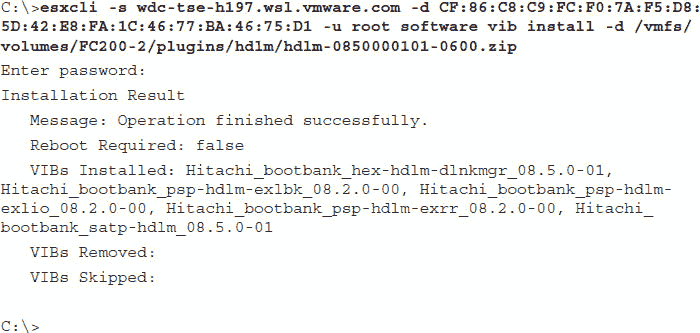 C:\>esxcli -s wdc-tse-h197.wsl.vmware.com -d CF:86:C8:C9:FC:F0:7A:F5:D8:
5D:42:E8:FA:1C:46:77:BA:46:75:D1 -u root software vib install -d /vmfs/
volumes/FC200-2/plugins/hdlm/hdlm-0850000101-0600.zip
Enter password:
Installation Result
Message: Operation finished successfully.
Reboot Required: false
VIBs Installed: Hitachi_bootbank_hex-hdlm-dlnkmgr_08.5.0-01,
Hitachi_bootbank_psp-hdlm-exlbk_08.2.0-00, Hitachi_bootbank_psp-hdlm-
exlio_08.2.0-00, Hitachi_bootbank_psp-hdlm-exrr_08.2.0-00, Hitachi_
bootbank_satp-hdlm_08.5.0-01
VIBs Removed:
VIBs Skipped:
C:\>